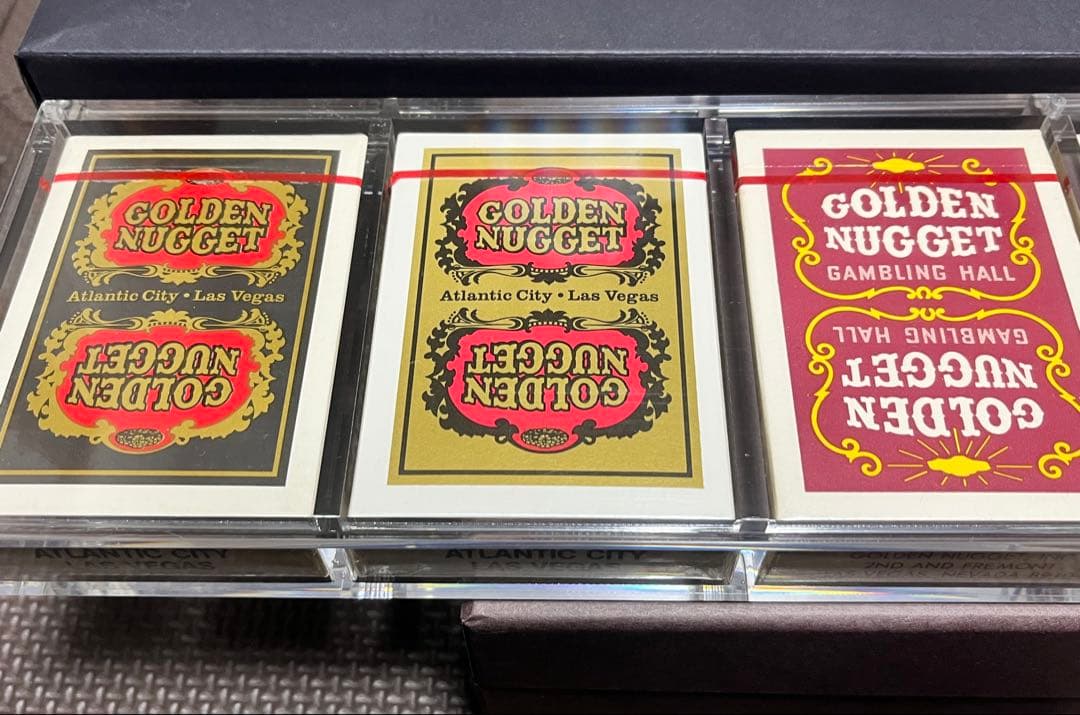 GOLDEN
NUGGET
Atlantic City • Las Vegas
GOLDEN
NUGGET
ATLANTIC CITY
LAS VEGAS
GOLDEN
NUGGET
Atlantic City • Las Vegas
GOLDEN
NUGGET
ATLANTIC CITY
LAS VEGAS
GOLDEN
NUGGET
GAMBLING HALL
GAMBLING HALL
NUGGET
GOLDEN
2ND AND FREMONT